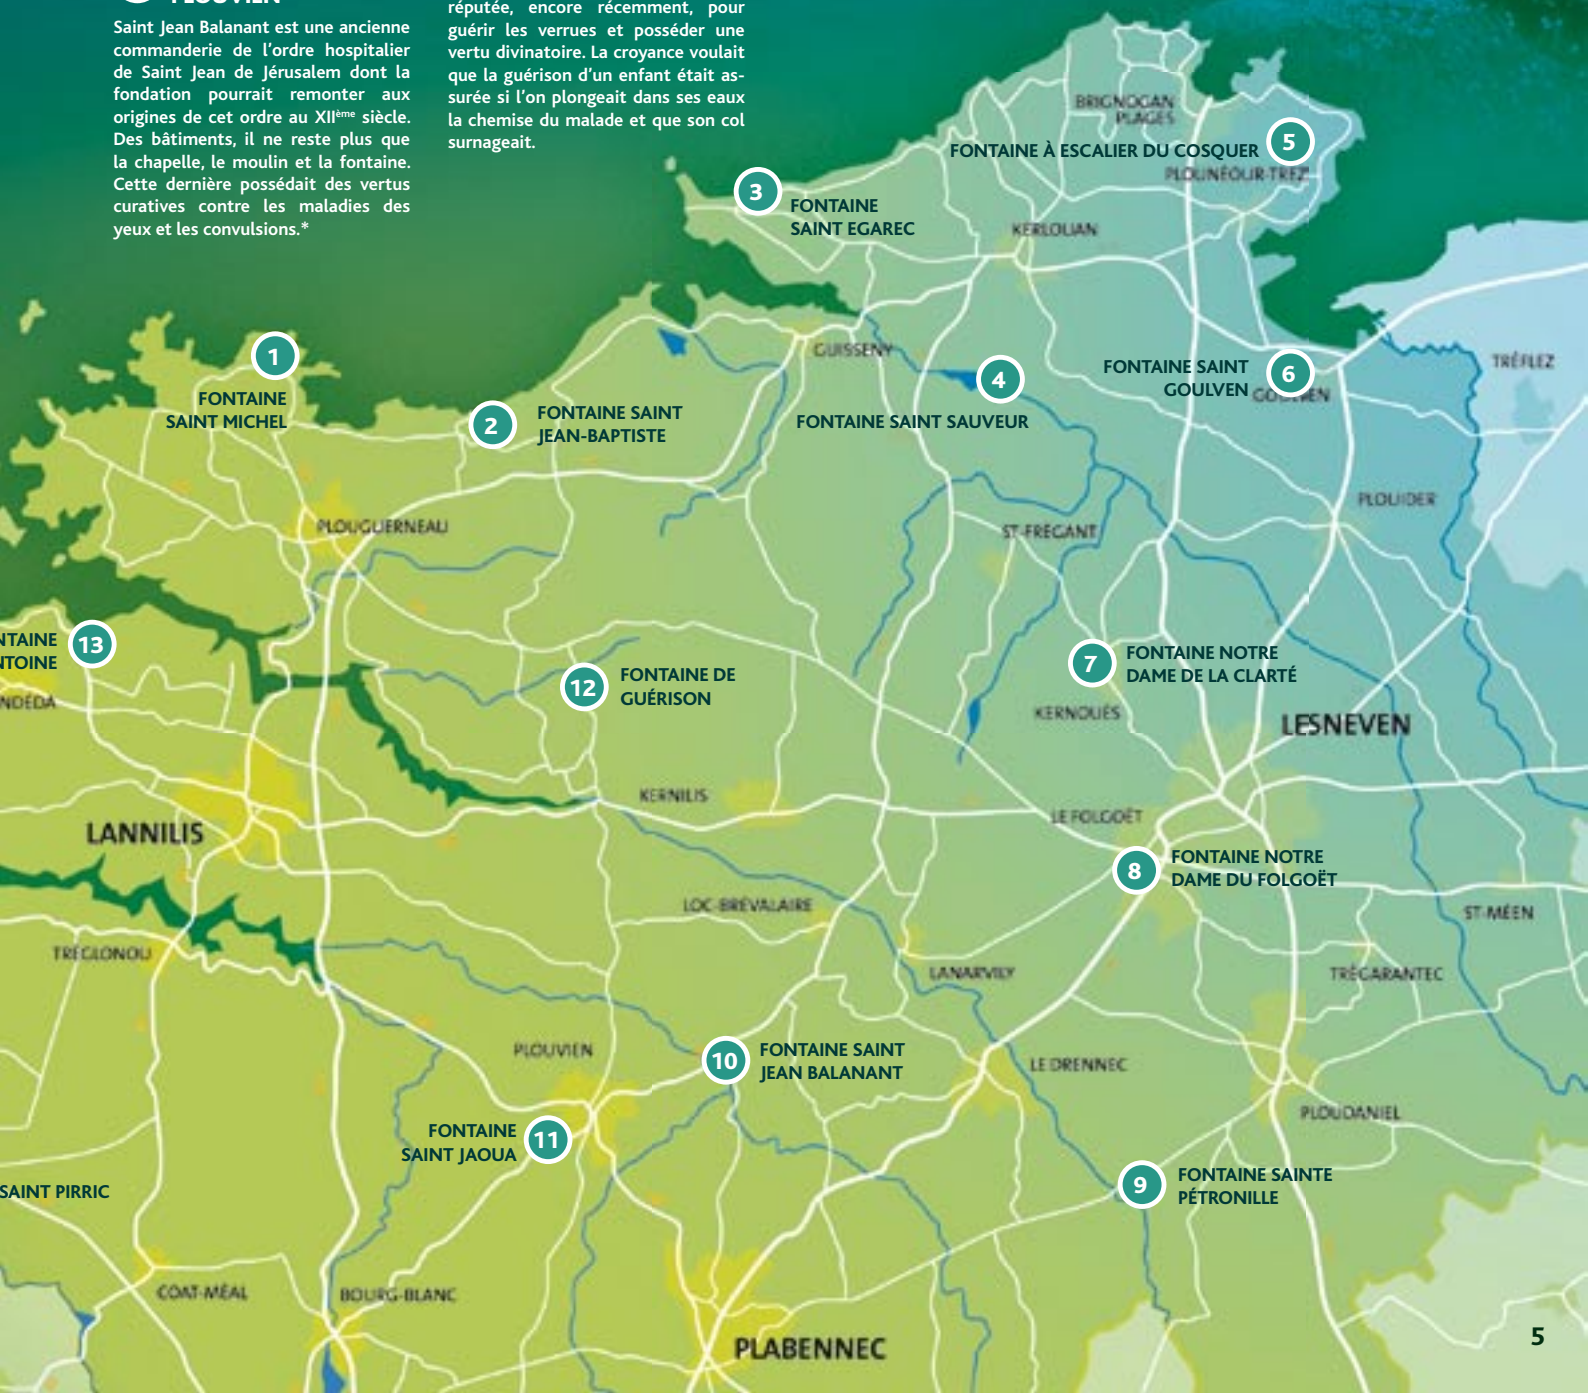 PLOUVIEN
Saint Jean Balanant est une ancienne
commanderie de l'ordre hospitalier
de Saint Jean de Jérusalem dont la
fondation pourrait remonter aux
origines de cet ordre au XIIème siècle.
Des bâtiments, il ne reste plus que
la chapelle, le moulin et la fontaine.
Cette dernière possédait des vertus
curatives contre les maladies des
yeux et les convulsions.*
réputée, encore récemment, pour
guérir les verrues et posséder une
vertu divinatoire. La croyance voulait
que la guérison d'un enfant était as-
surée si l'on plongeait dans ses eaux
la chemise du malade et que son col
surnageait.
BRIGNOGAN
PLAGES
FONTAINE À ESCALIER DU COSQUER
5
PLOUNÉOUR-TREZ
3
FONTAINE
SAINT EGAREC
KERLOUAN
1
FONTAINE
SAINT MICHEL
2
FONTAINE SAINT
JEAN-BAPTISTE
GUISSENY
4
FONTAINE SAINT SAUVEUR
FONTAINE SAINT
GOULVEN
6
GOULVEN
TRÉFLEZ
PLOUIDER
PLOUGUERNEAU
ST-FRÉGANT
NTAINE
NTOINE
13
NDÉDA
12
FONTAINE DE
GUÉRISON
7
FONTAINE NOTRE
DAME DE LA CLARTÉ
KERNOUÉS
LESNEVEN
KERNILIS
LE FOLGOËT
LANNILIS
8
FONTAINE NOTRE
DAME DU FOLGOËT
LOC-BRÉVALAIRE
ST-MÉEN
TRÉGLONOU
LANARVILY
TRÉGARANTEC
PLOUVIEN
10
FONTAINE SAINT
JEAN BALANANT
LE DRENNEC
PLOUDANIEL
FONTAINE
SAINT JAOUA
11
9
FONTAINE SAINTE
PÉTRONILLE
SAINT PIRRIC
COAT-MÉAL
BOURG-BLANC
PLABENNEC
5